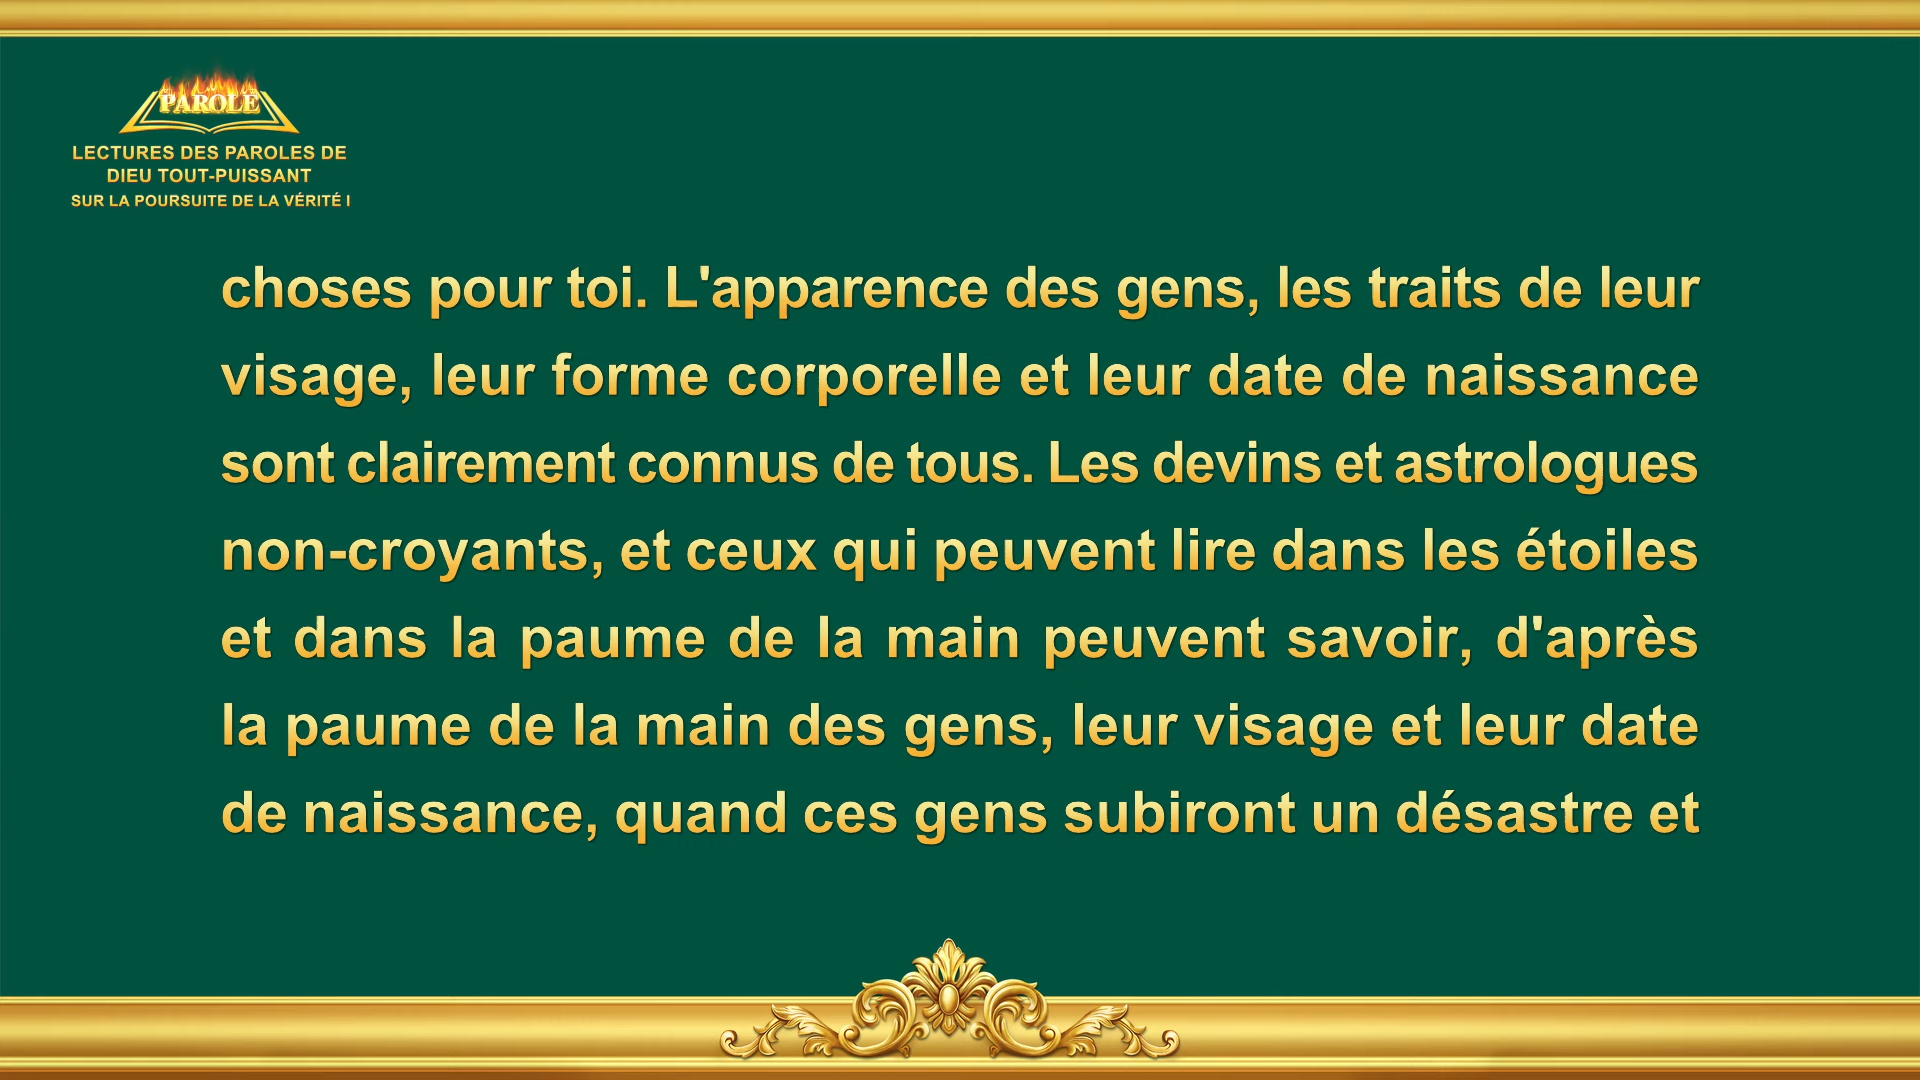 PAROLE
LECTURES DES PAROLES DE
DIEU TOUT-PUISSANT
SUR LA POURSUITE DE LA VÉRITÉ I
choses pour toi. L'apparence des gens, les traits de leur
visage, leur forme corporelle et leur date de naissance
sont clairement connus de tous. Les devins et astrologues
non-croyants, et ceux qui peuvent lire dans les étoiles
et dans la paume de la main peuvent savoir, d'après
la paume de la main des gens, leur visage et leur date
de naissance, quand ces gens subiront un désastre et